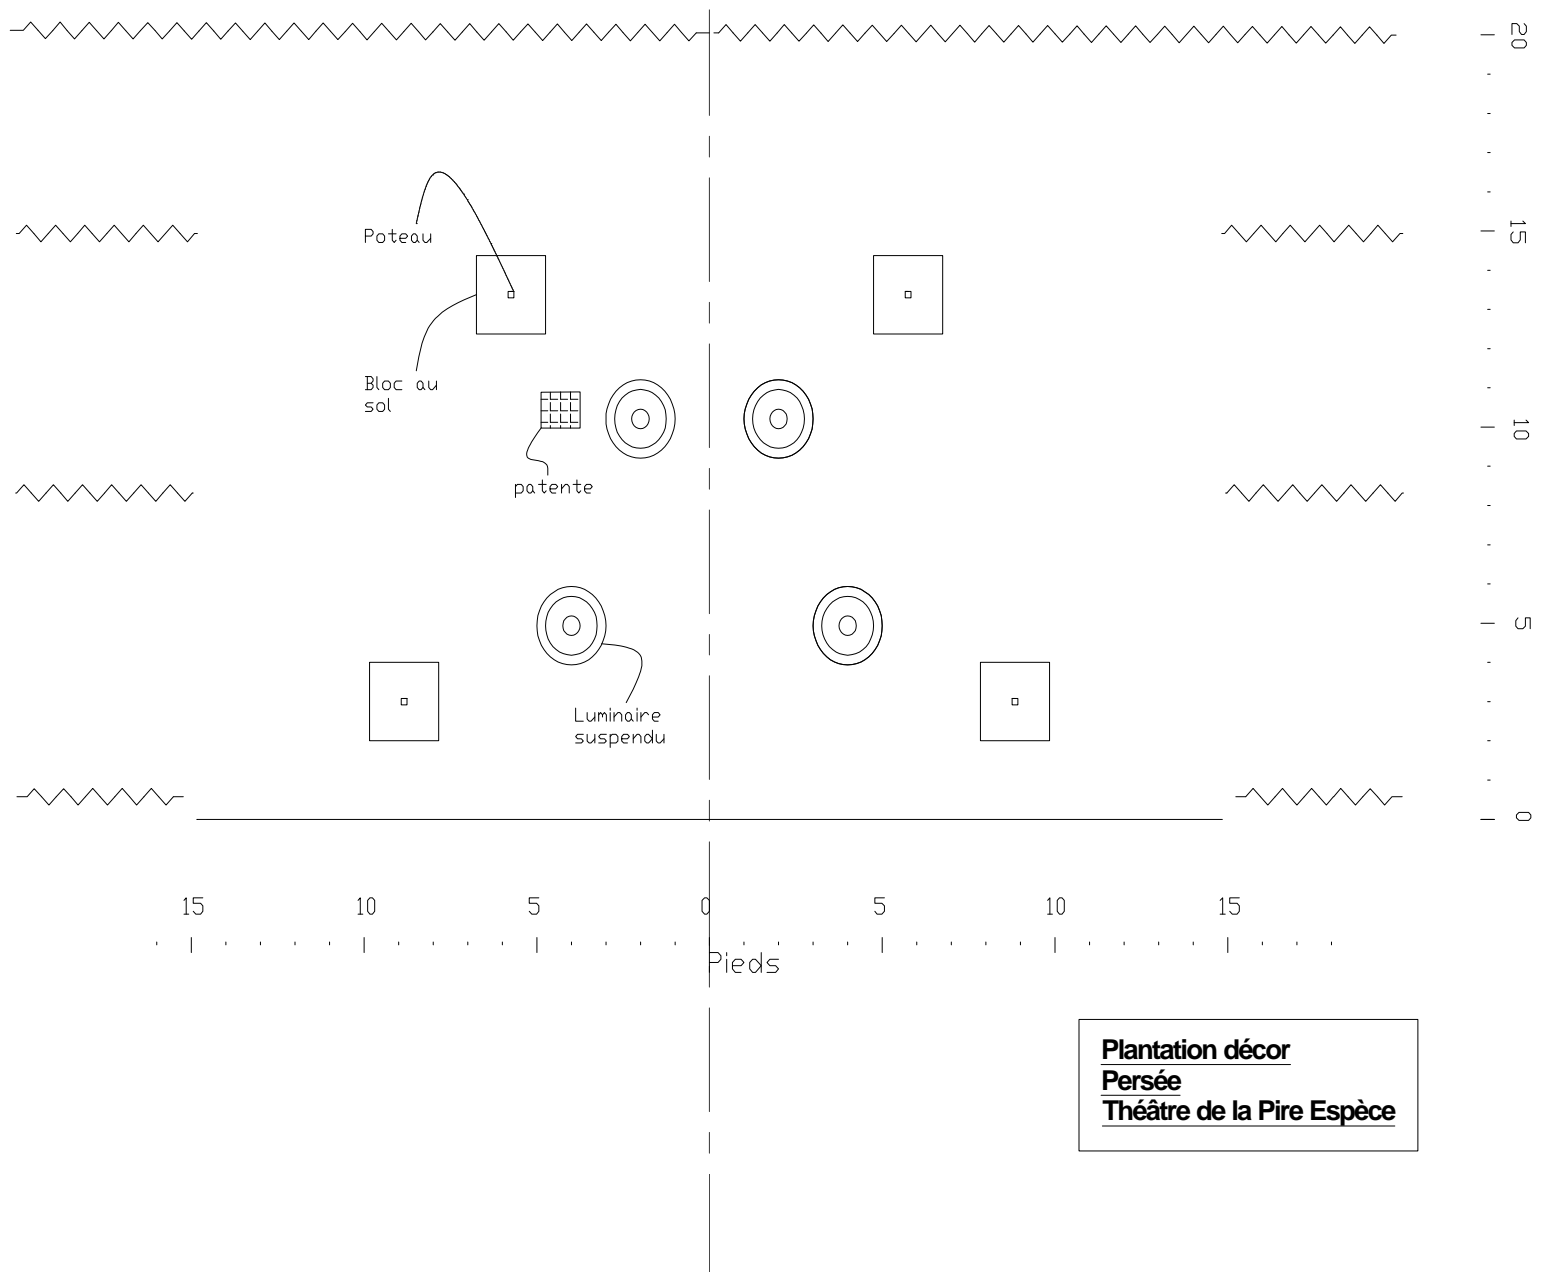 20
Poteau
15
Bloc au
sol
10
patente
5
Luminaire
suspendu
0
15 10 5 0 5 10 15
Pieds
Plantation décor
Persée
Théâtre de la Pire Espèce